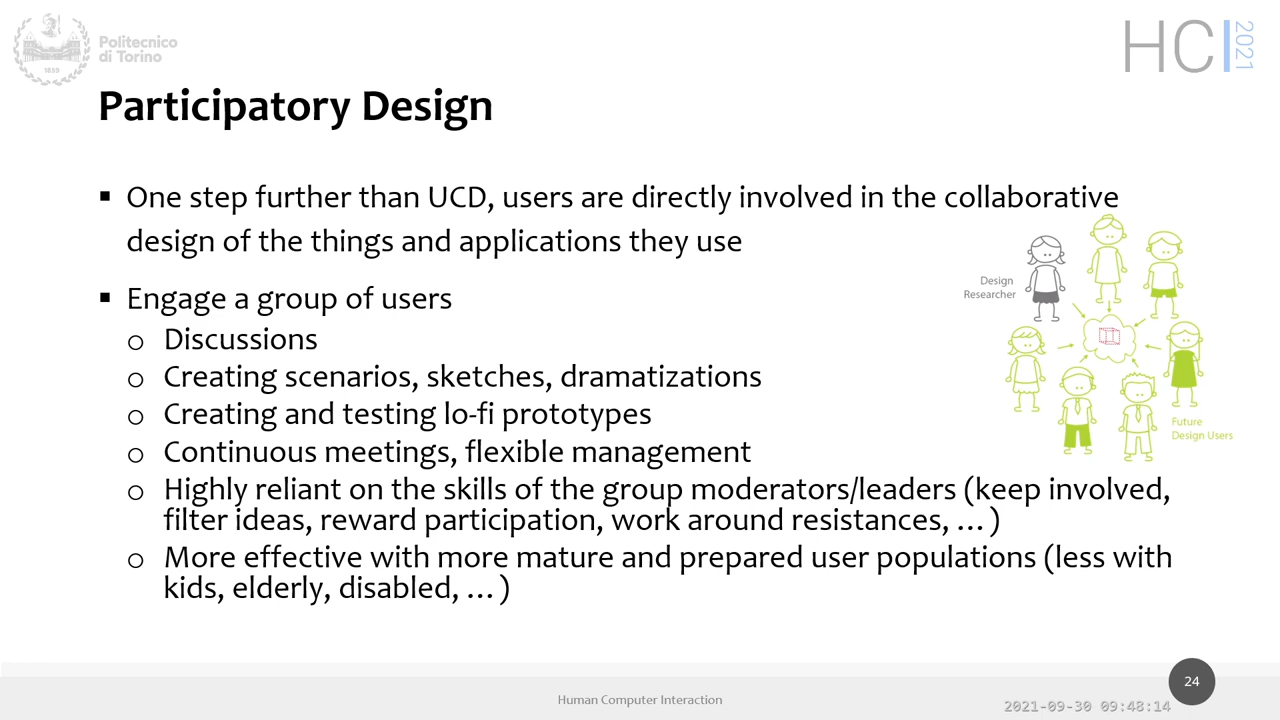 Politecnico
di Torino
1859
HCI 2021
Participatory Design
▪ One step further than UCD, users are directly involved in the collaborative
design of the things and applications they use
▪ Engage a group of users
o Discussions
o Creating scenarios, sketches, dramatizations
o Creating and testing lo-fi prototypes
o Continuous meetings, flexible management
o Highly reliant on the skills of the group moderators/leaders (keep involved,
filter ideas, reward participation, work around resistances, … )
o More effective with more mature and prepared user populations (less with
kids, elderly, disabled, … )
Design
Researcher
Future
Design Users
Human Computer Interaction
24
2021-09-30 09:48:14